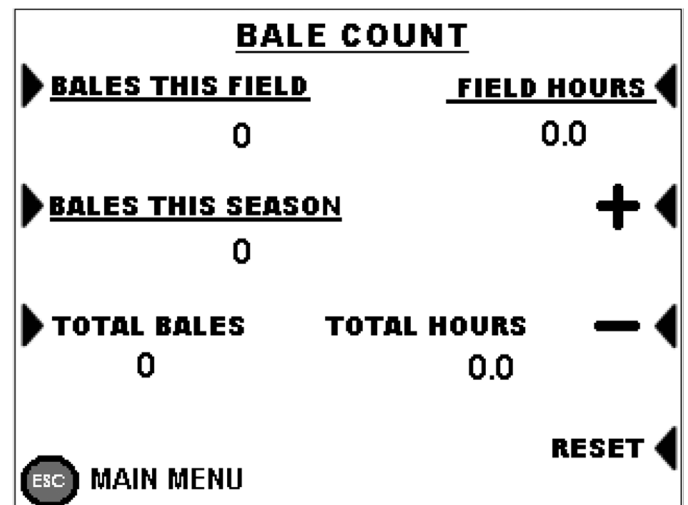 BALE COUNT
BALES THIS FIELD FIELD HOURS
0 0.0
BALES THIS SEASON +
0
TOTAL BALES TOTAL HOURS −
0 0.0
RESET
ESC MAIN MENU